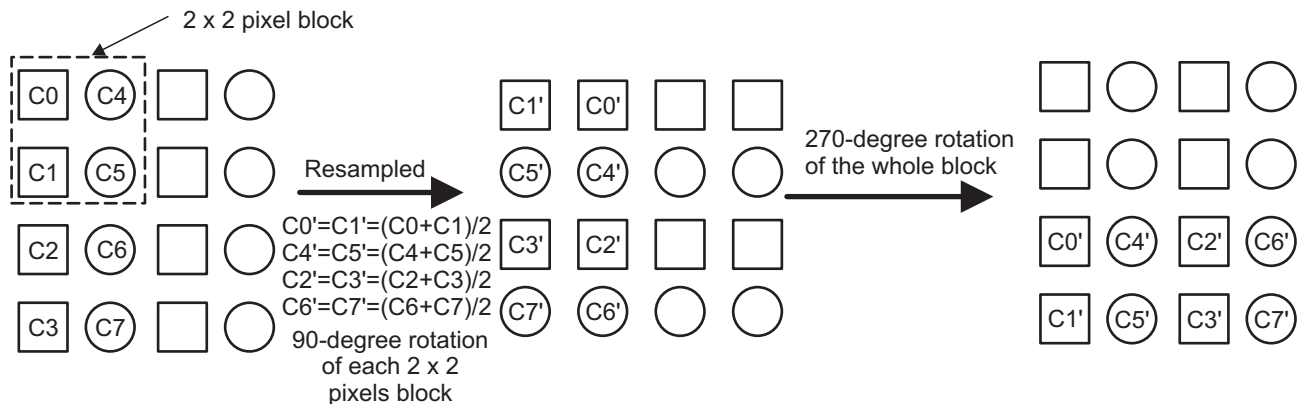 2 x 2 pixel block
C0 C4
C1 C5
C2 C6
C3 C7
Resampled
C0'=C1'=(C0+C1)/2
C4'=C5'=(C4+C5)/2
C2'=C3'=(C2+C3)/2
C6'=C7'=(C6+C7)/2
90-degree rotation
of each 2 x 2
pixels block
C1' C0'
C5' C4'
C3' C2'
C7' C6'
270-degree rotation
of the whole block
C0' C4' C2' C6'
C1' C5' C3' C7'